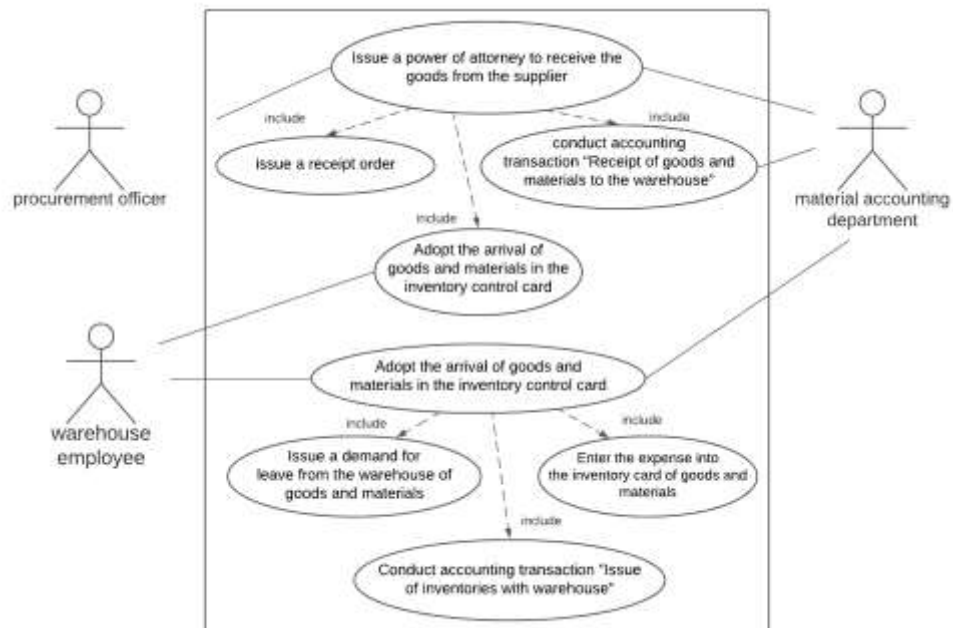 Issue a power of attorney to receive the
goods from the supplier
include
include
Issue a receipt order
conduct accounting
transaction "Receipt of goods and
materials to the warehouse"
procurement officer
material accounting
department
include
Adopt the arrival of
goods and materials in the
inventory control card
Adopt the arrival of goods and
materials in the inventory control card
warehouse
employee
include
include
Issue a demand for
leave from the warehouse of
goods and materials
Enter the expense into
the inventory card of goods and
materials
include
Conduct accounting transaction "Issue
of inventories with warehouse"